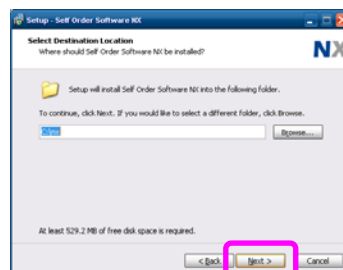 Setup - Self Order Software NX
Select Destination Location
Where should Self Order Software NX be installed?
NX
Setup will install Self Order Software NX into the following folder.
To continue, click Next. If you would like to select a different folder, click Browse.
Browse...
At least 529.2 MB of free disk space is required.
< Back
Next >
Cancel